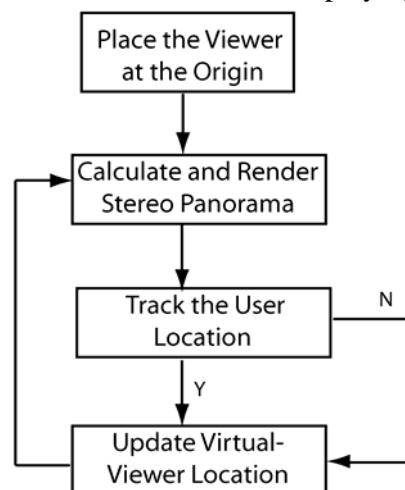 Place the Viewer
at the Origin
Calculate and Render
Stereo Panorama
Track the User
Location
N
Y
Update Virtual-
Viewer Location